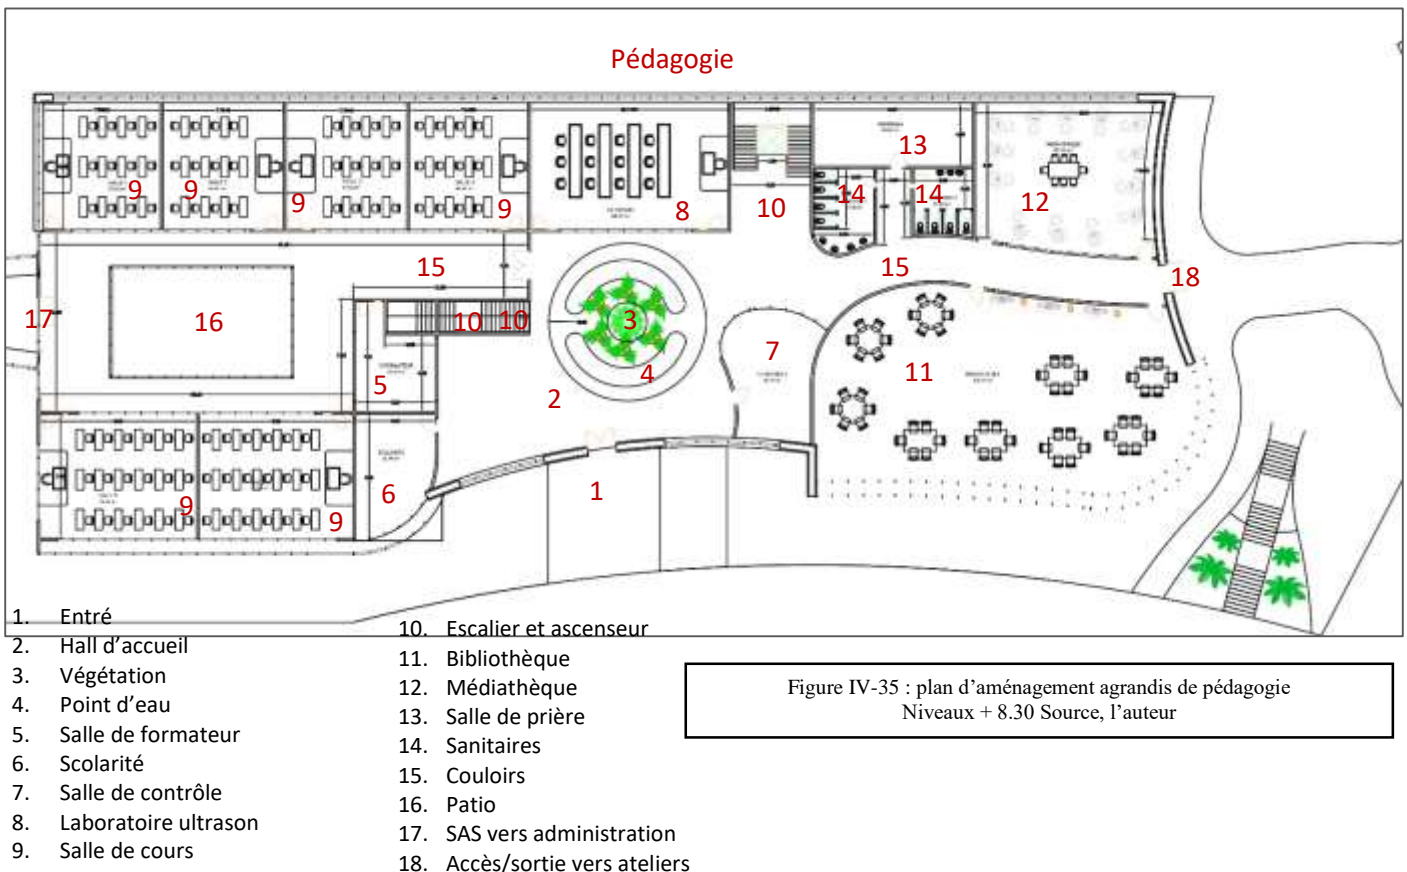 Pédagogie
13
9
9
9
9
8
10
14
14
12
15
15
18
17
16
10
10
3
7
5
4
11
2
6
9
9
1
1. Entré
2. Hall d’accueil
3. Végétation
4. Point d’eau
5. Salle de formateur
6. Scolarité
7. Salle de contrôle
8. Laboratoire ultrason
9. Salle de cours
10. Escalier et ascenseur
11. Bibliothèque
12. Médiathèque
13. Salle de prière
14. Sanitaires
15. Couloirs
16. Patio
17. SAS vers administration
18. Accès/sortie vers ateliers
Figure IV-35 : plan d’aménagement agrandis de pédagogie
Niveaux + 8.30 Source, l’auteur